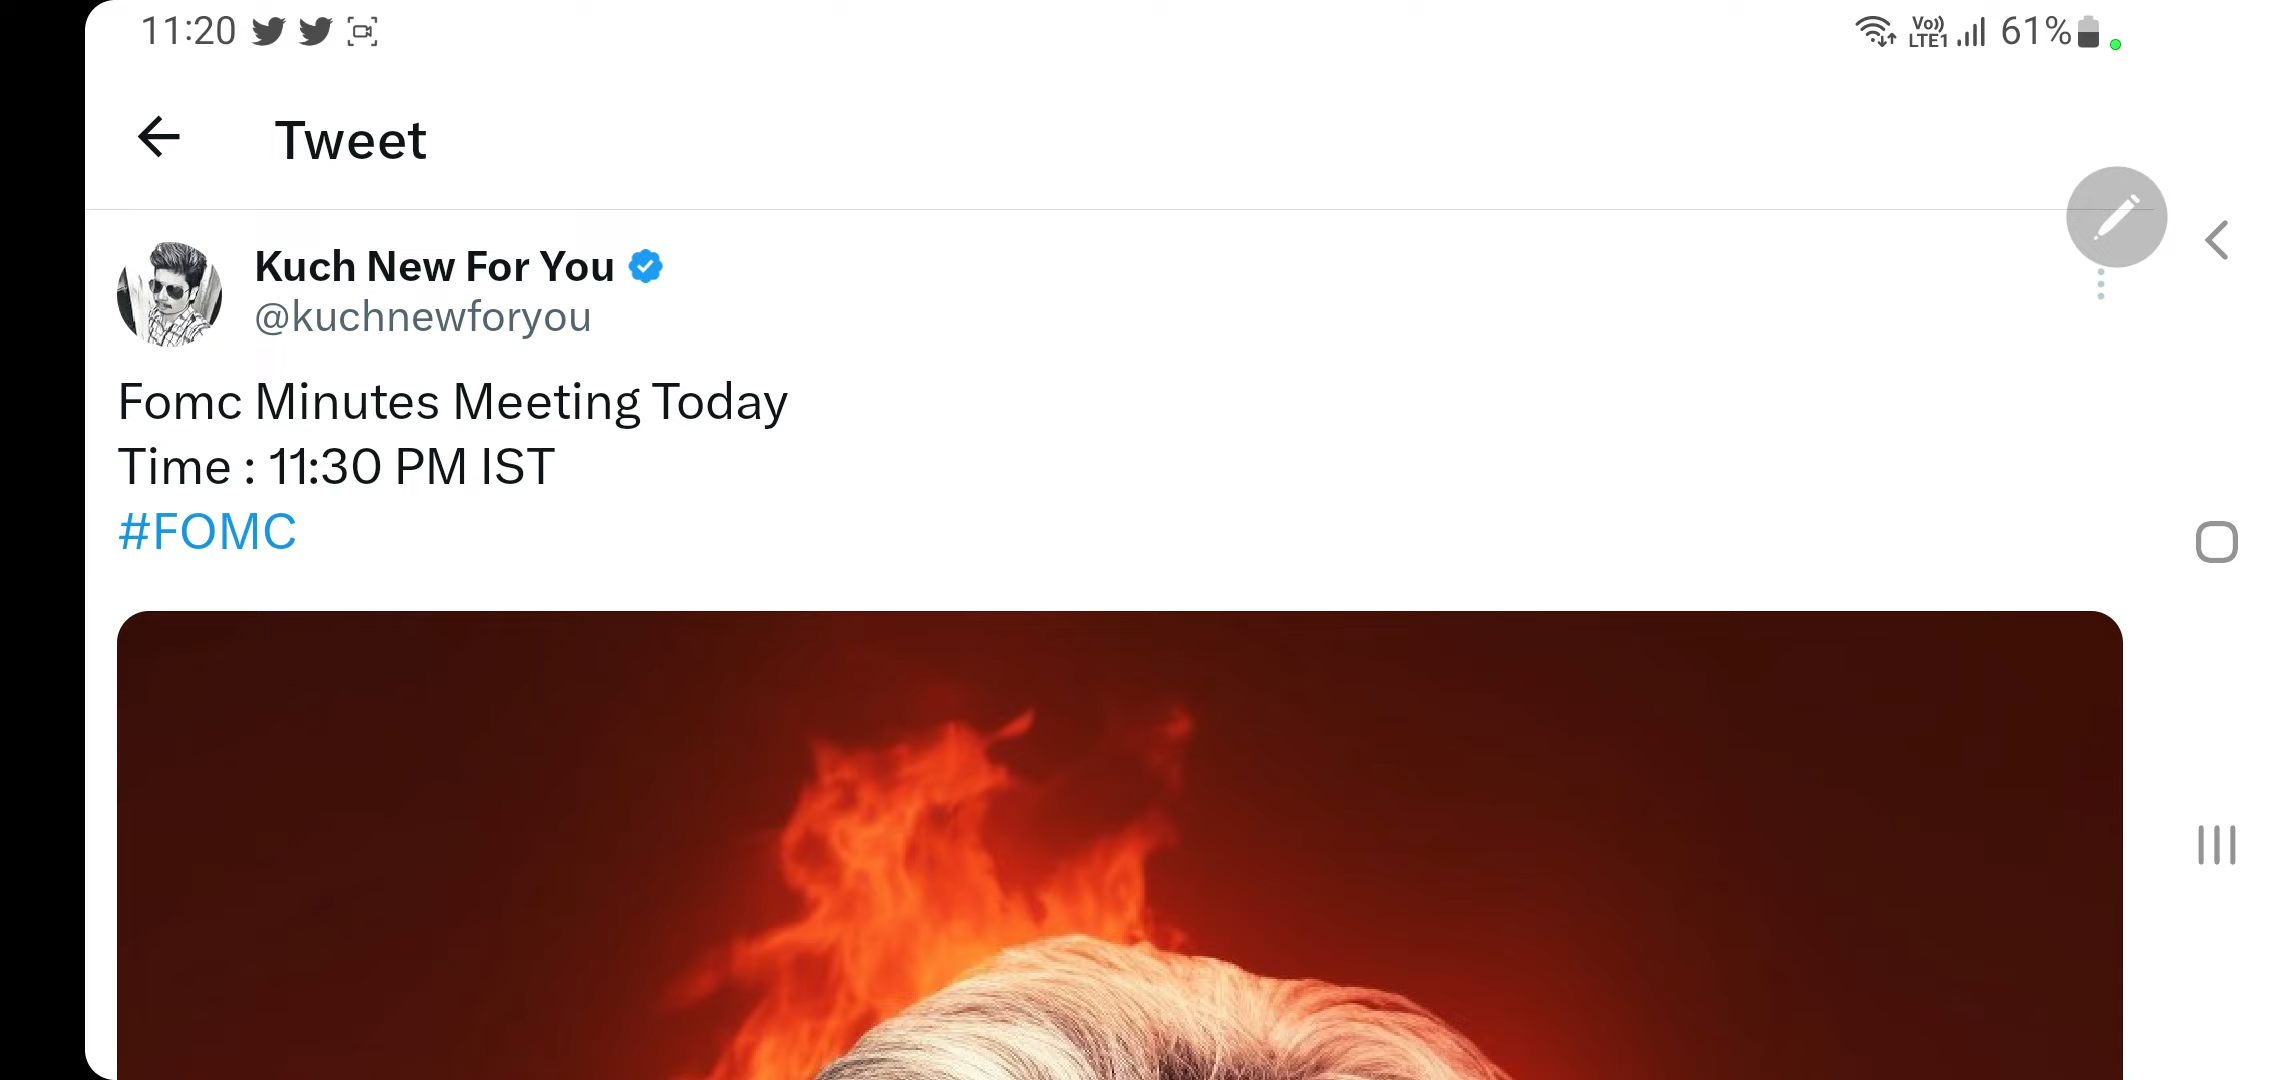 11:20
Vo)) LTE1 61%
Tweet
Kuch New For You
@kuchnewforyou
Fomc Minutes Meeting Today
Time : 11:30 PM IST
#FOMC